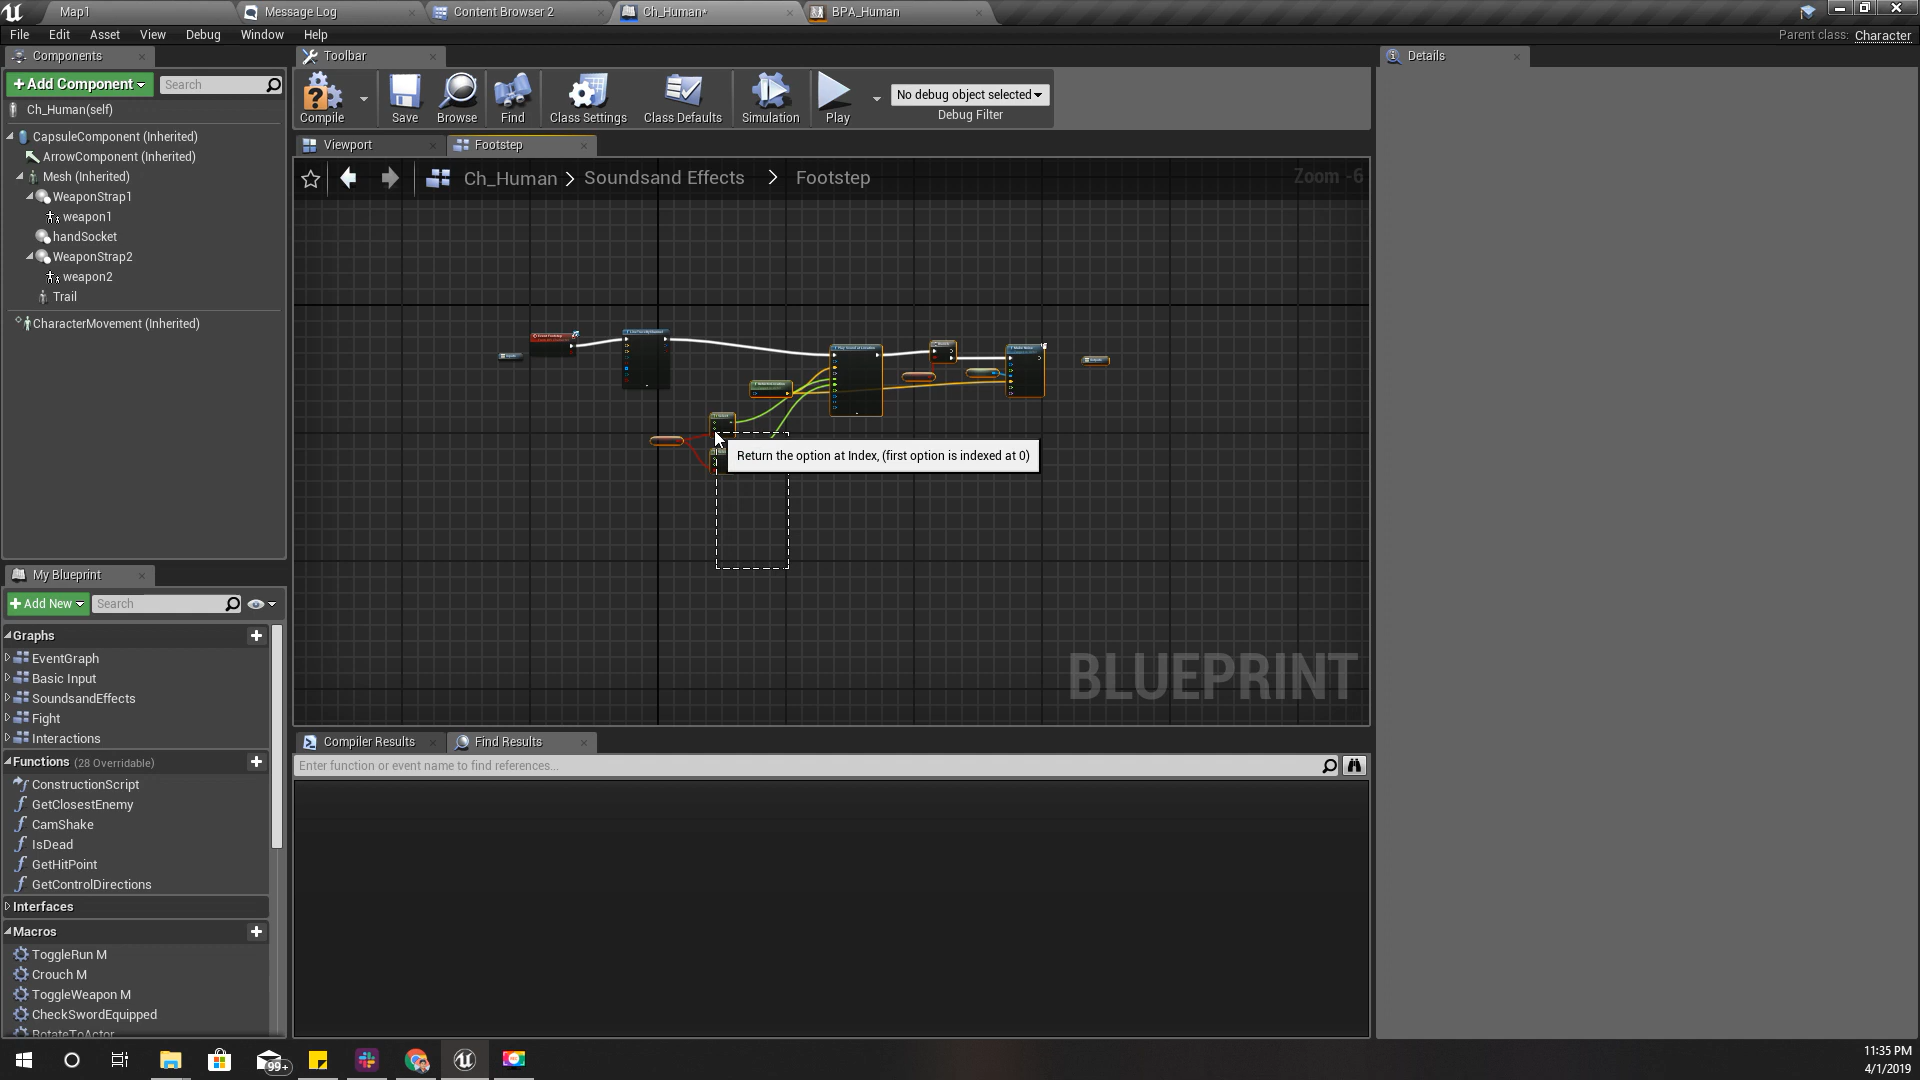 Map1
Message Log
Content Browser 2
Ch_Human*
BPA_Human
File
Edit
Asset
View
Debug
Window
Help
Parent class: Character
Components
Toolbar
Details
+Add Component
Search
Ch_Human(self)
CapsuleComponent (Inherited)
ArrowComponent (Inherited)
Mesh (Inherited)
WeaponStrap1
weapon1
handSocket
WeaponStrap2
weapon2
Trail
CharacterMovement (Inherited)
Compile
Save
Browse
Find
Class Settings
Class Defaults
Simulation
Play
No debug object selected
Debug Filter
Viewport
Footstep
Ch_Human > Soundsand Effects > Footstep
Zoom -6
Return the option at Index, (first option is indexed at 0)
BLUEPRINT
My Blueprint
+Add New
Search
Graphs
EventGraph
Basic Input
SoundsandEffects
Fight
Interactions
Functions (28 Overridable)
ConstructionScript
GetClosestEnemy
CamShake
IsDead
GetHitPoint
GetControlDirections
Interfaces
Macros
ToggleRun M
Crouch M
ToggleWeapon M
CheckSwordEquipped
RotateToActor
Compiler Results
Find Results
Enter function or event name to find references...
99+
11:35 PM
4/1/2019